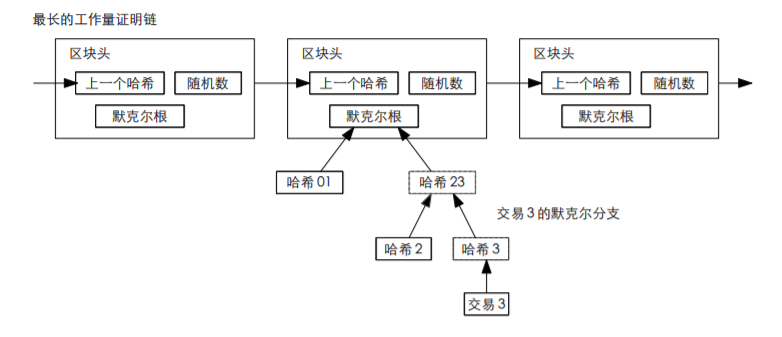 最长的工作量证明链
区块头 区块头 区块头
上一个哈希 随机数 上一个哈希 随机数 上一个哈希 随机数
默克尔根 默克尔根 默克尔根
哈希01 哈希23
交易3的默克尔分支
哈希2 哈希3
交易3